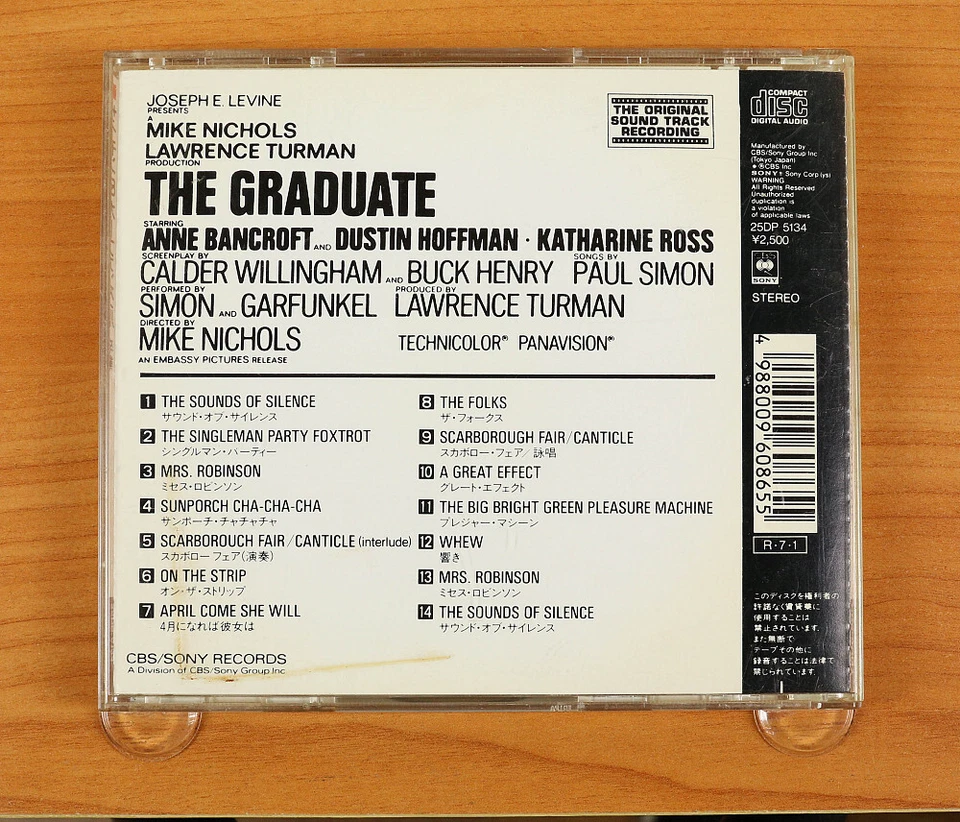 JOSEPH E. LEVINE
PRESENTS
A
MIKE NICHOLS
LAWRENCE TURMAN
PRODUCTION
THE GRADUATE
STARRING
ANNE BANCROFT AND DUSTIN HOFFMAN · KATHARINE ROSS
SCREENPLAY BY SONGS BY
CALDER WILLINGHAM AND BUCK HENRY PAUL SIMON
PERFORMED BY PRODUCED BY
SIMON AND GARFUNKEL LAWRENCE TURMAN
DIRECTED BY
MIKE NICHOLS TECHNICOLOR® PANAVISION®
AN EMBASSY PICTURES RELEASE
THE ORIGINAL
SOUND TRACK
RECORDING
1 THE SOUNDS OF SILENCE
サウンド・オブ・サイレンス
2 THE SINGLEMAN PARTY FOXTROT
シングルマン・パーティー
3 MRS. ROBINSON
ミセス・ロビンソン
4 SUNPORCH CHA-CHA-CHA
サンポーチ・チャチャチャ
5 SCARBOROUCH FAIR/CANTICLE (interlude)
スカボロー フェア(演奏)
6 ON THE STRIP
オン・ザ・ストリップ
7 APRIL COME SHE WILL
4月になれば彼女は
8 THE FOLKS
ザ・フォークス
9 SCARBOROUGH FAIR/CANTICLE
スカボロー・フェア/詠唱
10 A GREAT EFFECT
グレート・エフェクト
11 THE BIG BRIGHT GREEN PLEASURE MACHINE
プレジャー・マシーン
12 WHEW
響き
13 MRS. ROBINSON
ミセス・ロビンソン
14 THE SOUNDS OF SILENCE
サウンド・オブ・サイレンス
CBS/SONY RECORDS
A Division of CBS/Sony Group Inc
COMPACT
disc
DIGITAL AUDIO
Manufactured by
CBS/Sony Group Inc
(Tokyo Japan)
CBS Inc
SONY® Sony Corp
WARNING
All Rights Reserved
Unauthorized
duplication is
a violation
of applicable laws
25DP 5134
¥2,500
CBS
SONY
STEREO
4 988009 608655
R・7・1
このディスクを権利者の
許諾なく賃貸業に
使用することは
禁止されています.
また無断で
テープその他に
録音することは法律で
禁じられています.